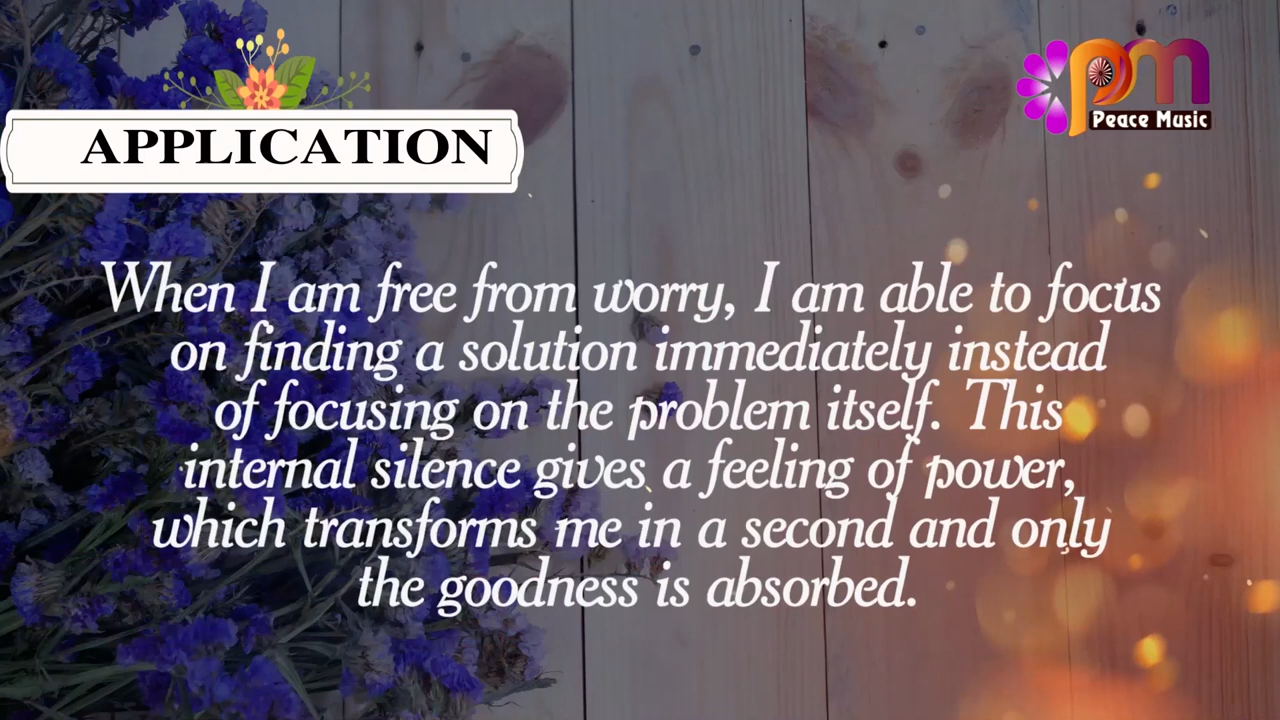 APPLICATION
pm
Peace Music
When I am free from worry, I am able to focus
on finding a solution immediately instead
of focusing on the problem itself. This
internal silence gives a feeling of power,
which transforms me in a second and only
the goodness is absorbed.